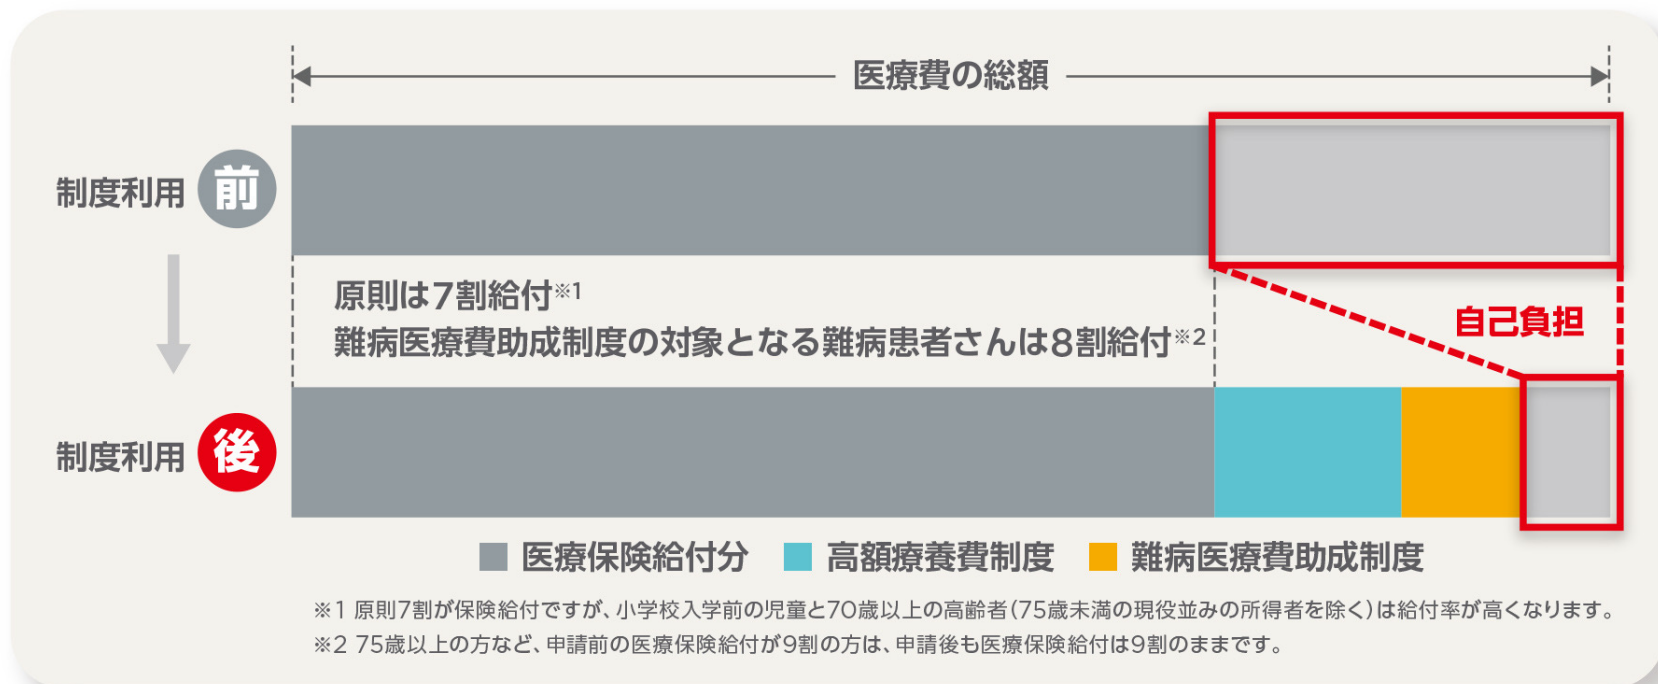 医療費の総額
制度利用 前
原則は7割給付※1
難病医療費助成制度の対象となる難病患者さんは8割給付※2
自己負担
制度利用 後
医療保険給付分 高額療養費制度 難病医療費助成制度
※1 原則7割が保険給付ですが、小学校入学前の児童と70歳以上の高齢者(75歳未満の現役並みの所得者を除く)は給付率が高くなります。
※2 75歳以上の方など、申請前の医療保険給付が9割の方は、申請後も医療保険給付は9割のままです。